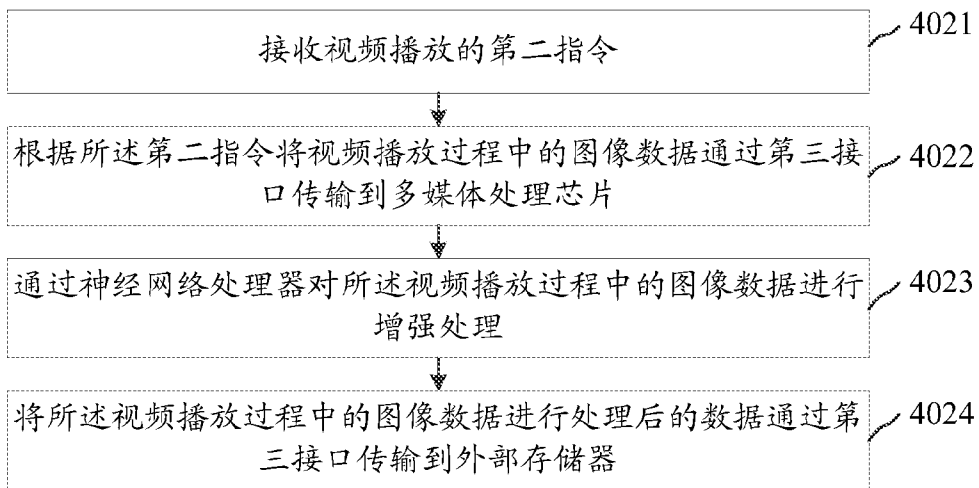 接收视频播放的第二指令
4021
根据所述第二指令将视频播放过程中的图像数据通过第三接
口传输到多媒体处理芯片
4022
通过神经网络处理器对所述视频播放过程中的图像数据进行
增强处理
4023
将所述视频播放过程中的图像数据进行处理后的数据通过第
三接口传输到外部存储器
4024